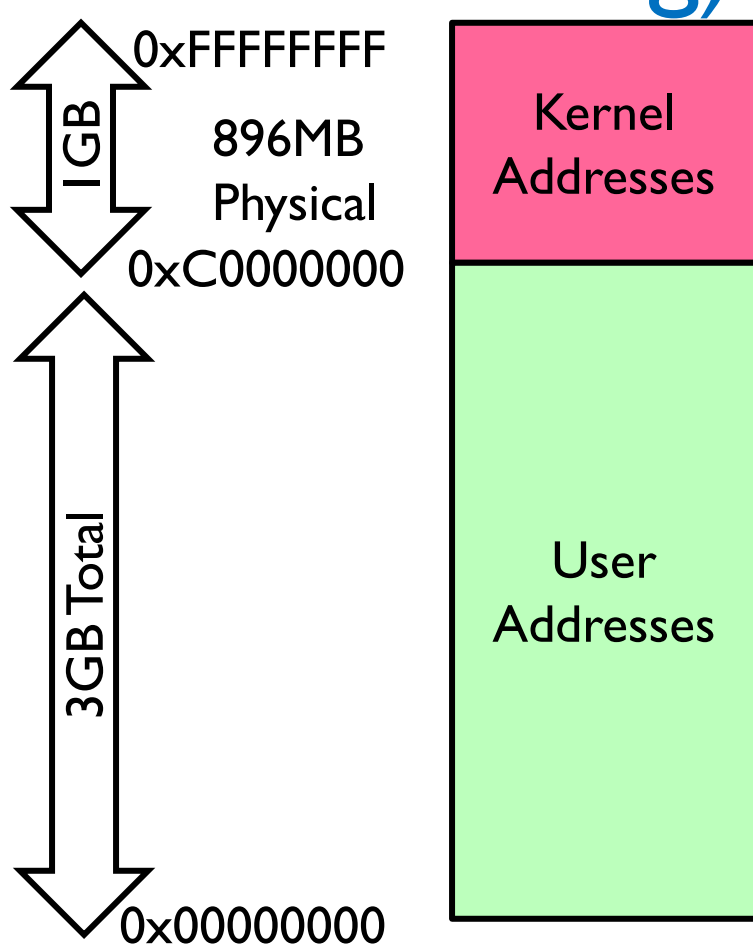 g)
0xFFFFFFFF
1GB
896MB
Physical
0xC0000000
Kernel
Addresses
3GB Total
User
Addresses
0x00000000